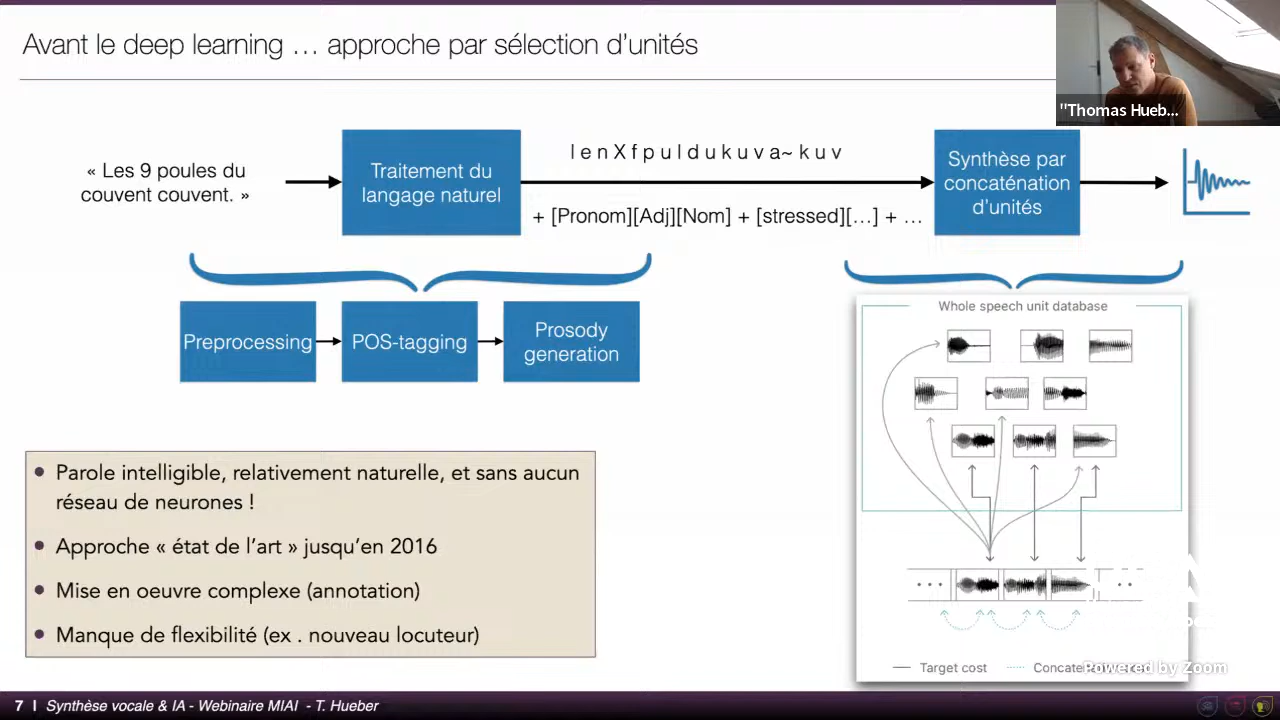 Avant le deep learning … approche par sélection d’unités
"Thomas Hueb...
« Les 9 poules du
couvent couvent. »
Traitement du
langage naturel
l e n X f p u l d u k u v a~ k u v
+ [Pronom][Adj][Nom] + [stressed][…] + …
Synthèse par
concaténation
d’unités
Preprocessing
POS-tagging
Prosody
generation
Whole speech unit database
• Parole intelligible, relativement naturelle, et sans aucun
réseau de neurones !
• Approche « état de l’art » jusqu’en 2016
• Mise en oeuvre complexe (annotation)
• Manque de flexibilité (ex . nouveau locuteur)
Target cost
Powered by Zoom
7 | Synthèse vocale & IA - Webinaire MIAI - T. Hueber